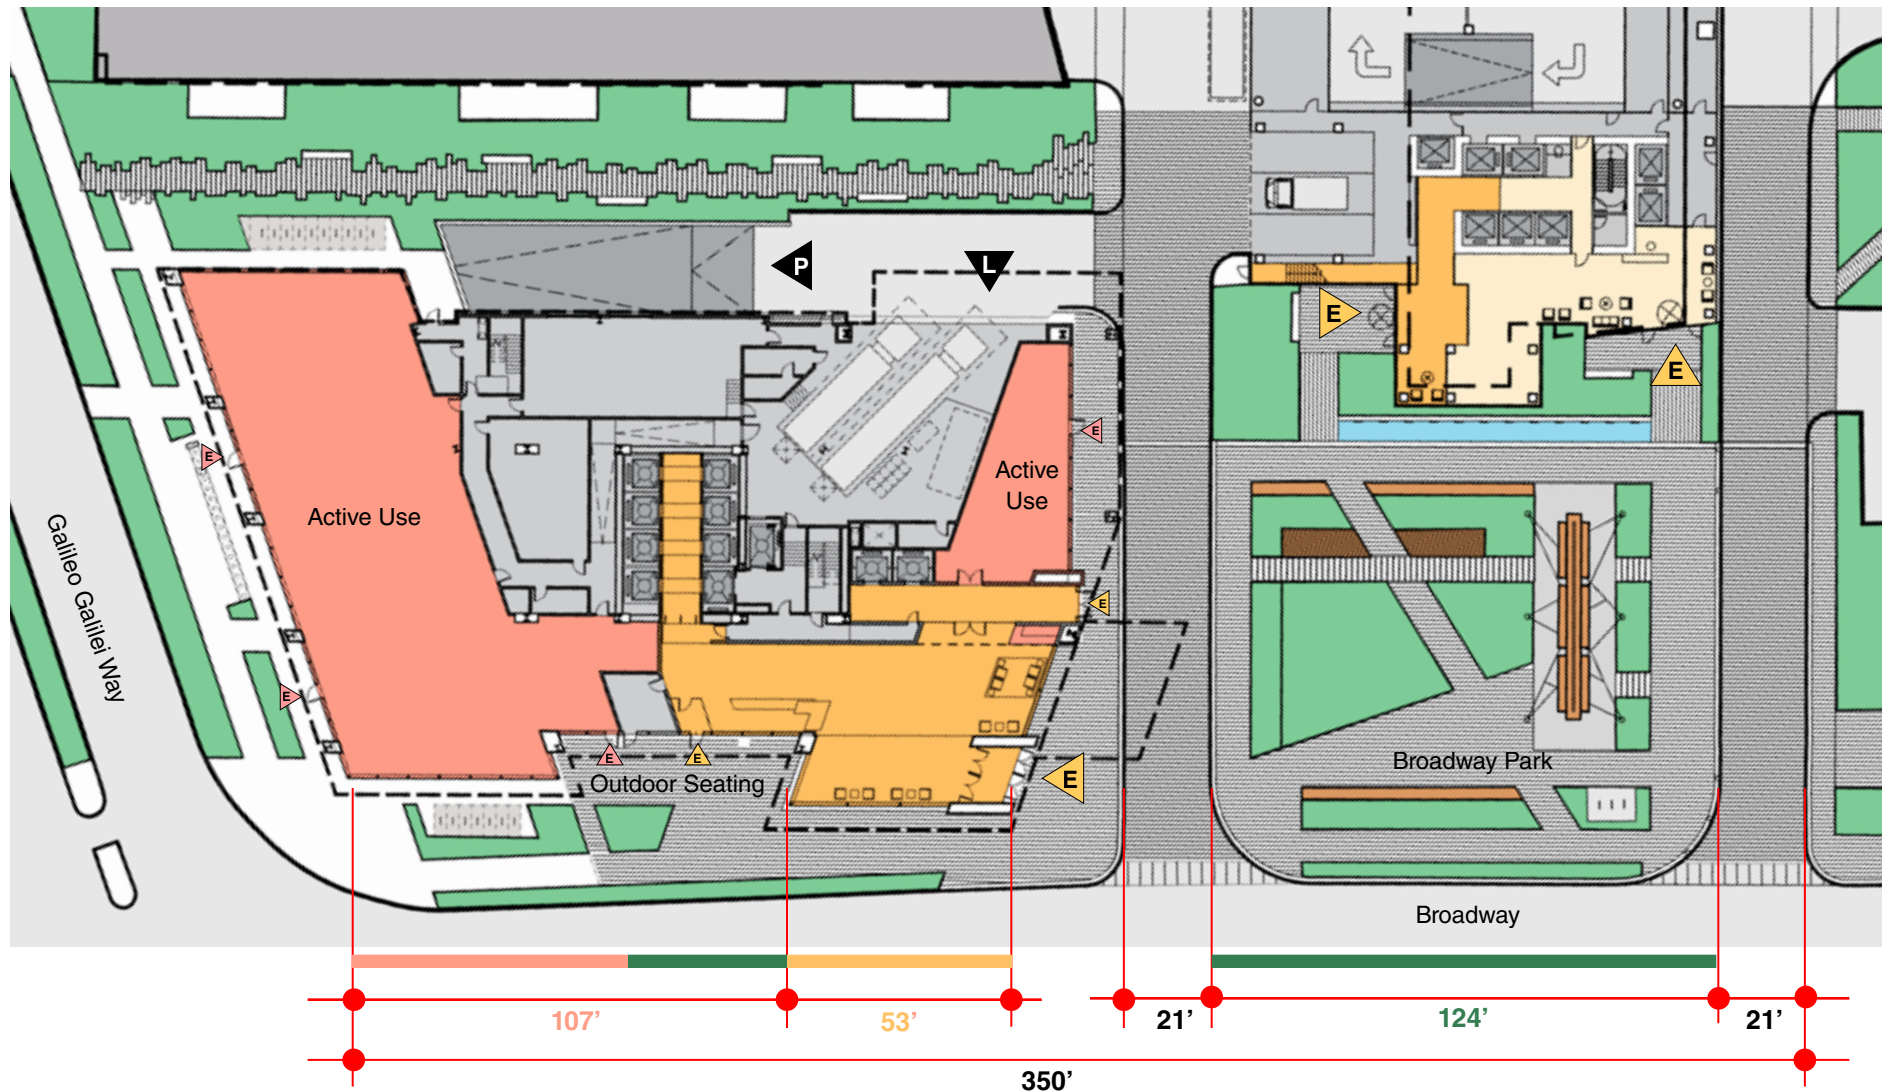 P
L
E
E
E
E
Active
Use
Active Use
Galileo Galilei Way
E
E
E
E
Outdoor Seating
E
Broadway Park
Broadway
107’
53’
21’
124’
21’
350’